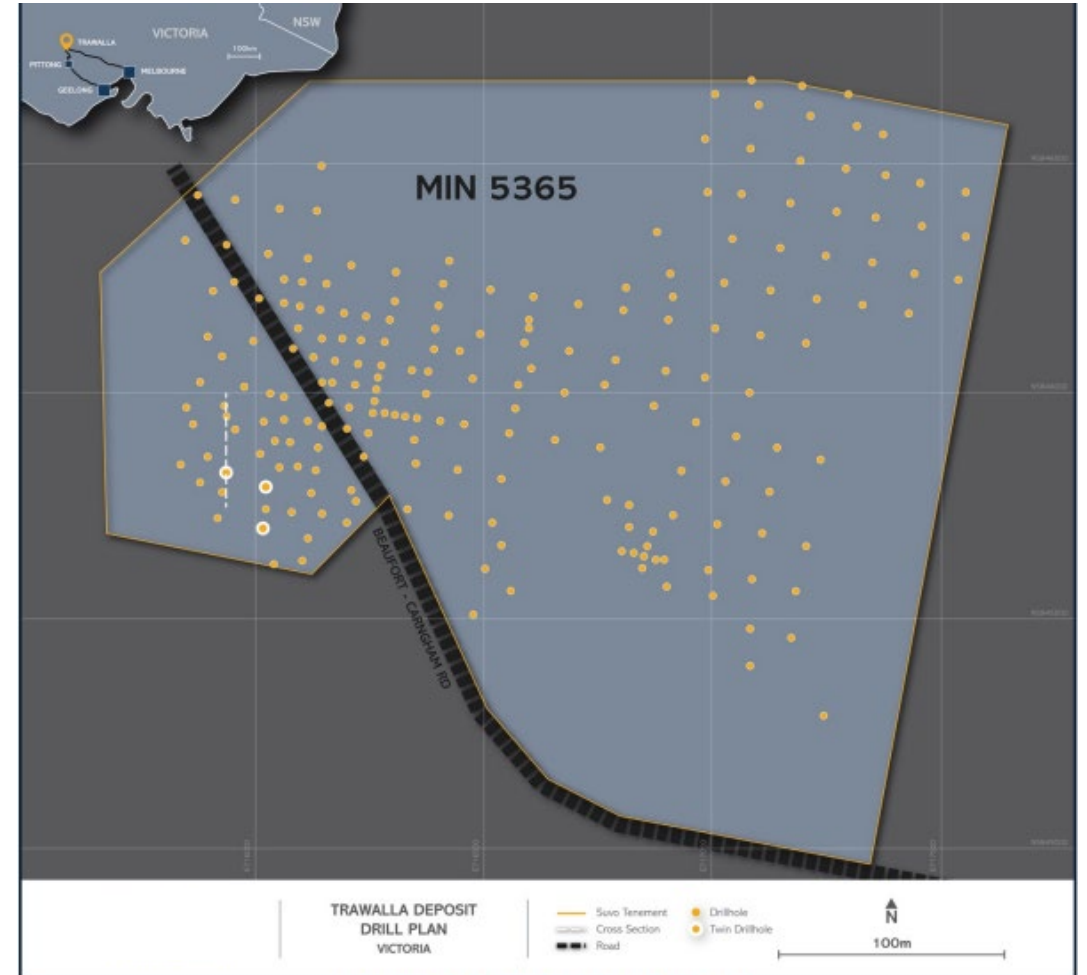 NSW
VICTORIA
TRAWALLA
100km
PITTONG
MELBOURNE
GEELONG
MIN 5365
BEAUFORT - CARNGHAM RD
TRAWALLA DEPOSIT
DRILL PLAN
VICTORIA
Suvo Tenement
Cross Section
Road
Drillhole
Twin Drillhole
N
100m